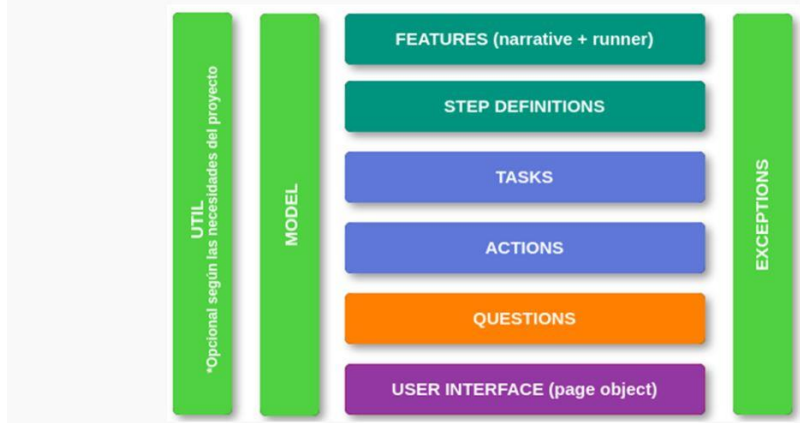 UTIL
*Opcional según las necesidades del proyecto
MODEL
FEATURES (narrative + runner)
STEP DEFINITIONS
TASKS
ACTIONS
QUESTIONS
USER INTERFACE (page object)
EXCEPTIONS